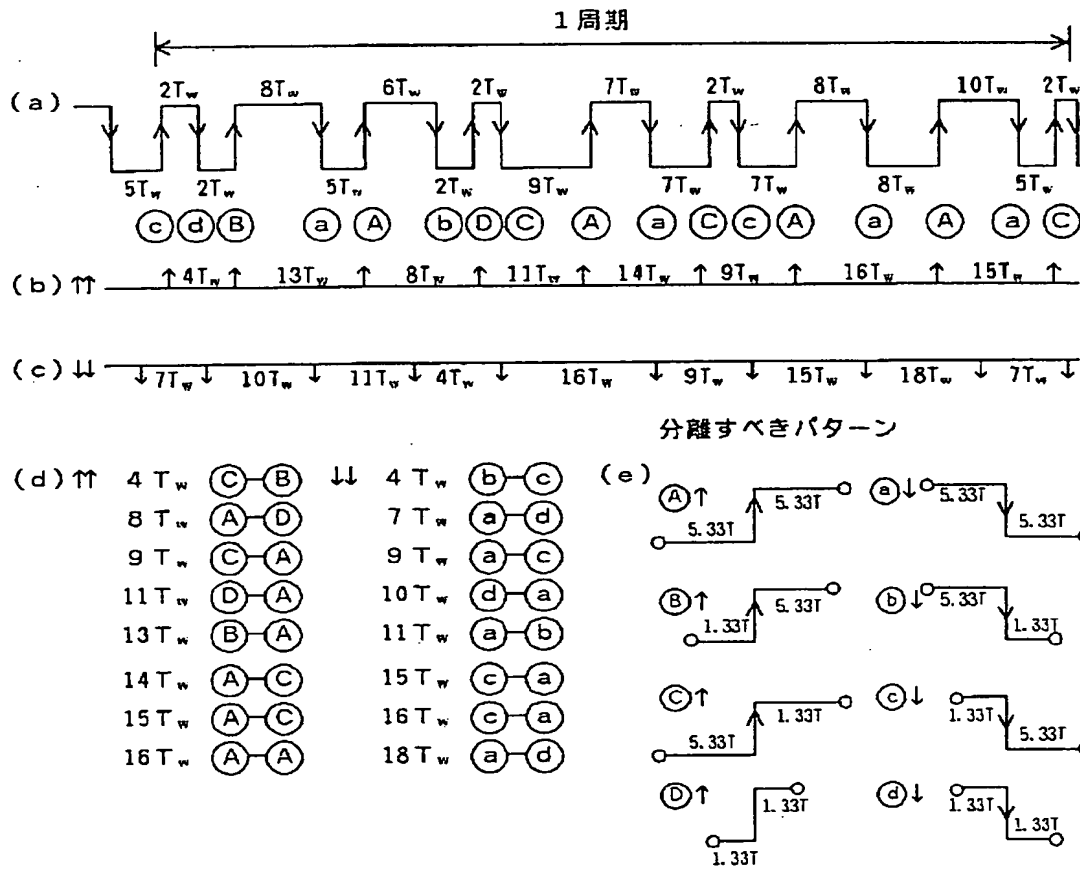 1周期
(a) 2Tw 8Tw 6Tw 2Tw 7Tw 2Tw 8Tw 10Tw 2Tw
5Tw 2Tw 5Tw 2Tw 9Tw 7Tw 7Tw 8Tw 5Tw
c d B a A b D C A a C c A a A a C
(b) ↑↑ ↑ 4Tw ↑ 13Tw ↑ 8Tw ↑ 11Tw ↑ 14Tw ↑ 9Tw ↑ 16Tw ↑ 15Tw ↑
(c) ↓↓ ↓ 7Tw ↓ 10Tw ↓ 11Tw ↓ 4Tw ↓ 16Tw ↓ 9Tw ↓ 15Tw ↓ 18Tw ↓ 7Tw ↓
分離すべきパターン
(d) ↑↑ 4Tw C-B ↓↓ 4Tw b-c
8Tw A-D 7Tw a-d
9Tw C-A 9Tw a-c
11Tw D-A 10Tw d-a
13Tw B-A 11Tw a-b
14Tw A-C 15Tw c-a
15Tw A-C 16Tw c-a
16Tw A-A 18Tw a-d
(e)
A↑ 5.33T 5.33T a↓ 5.33T 5.33T
B↑ 1.33T 5.33T b↓ 5.33T 1.33T
C↑ 5.33T 1.33T c↓ 1.33T 5.33T
D↑ 1.33T 1.33T d↓ 1.33T 1.33T